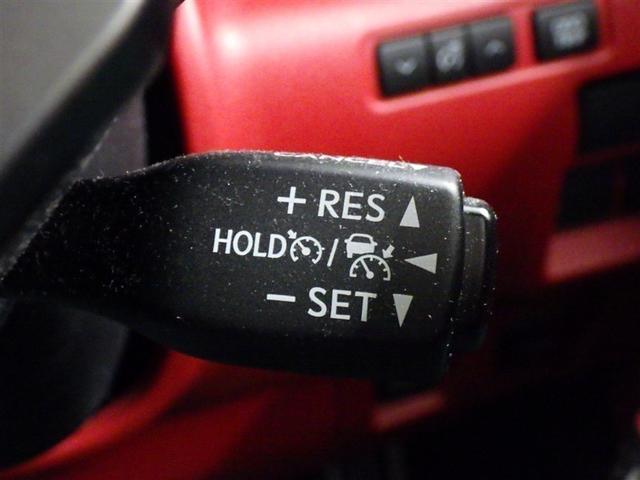 + RES
HOLD /
− SET